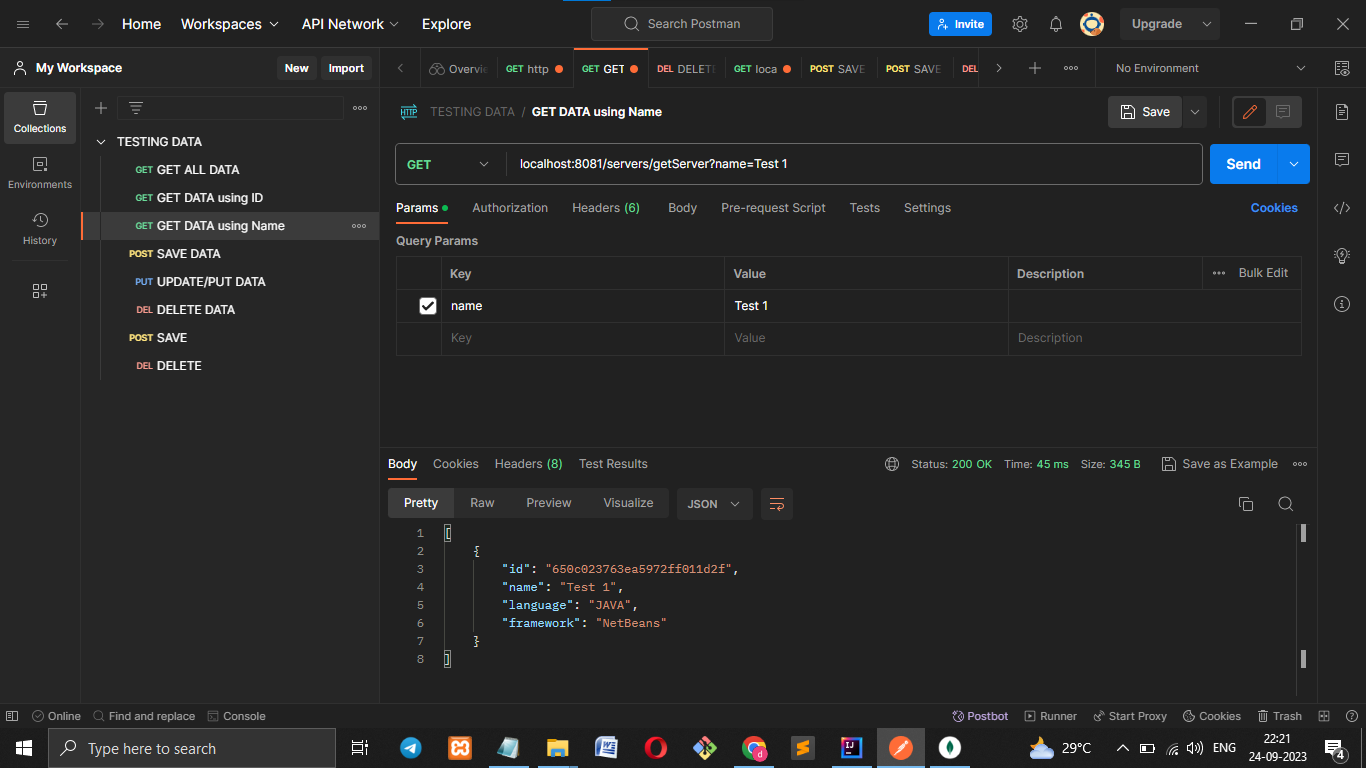 Home Workspaces API Network Explore Search Postman Invite Upgrade
My Workspace New Import Overvie GET http GET GET DEL DELETE GET loca POST SAVE POST SAVE DEL No Environment
Collections
Environments
History
TESTING DATA
GET GET ALL DATA
GET GET DATA using ID
GET GET DATA using Name
POST SAVE DATA
PUT UPDATE/PUT DATA
DEL DELETE DATA
POST SAVE
DEL DELETE
HTTP TESTING DATA / GET DATA using Name Save
GET localhost:8081/servers/getServer?name=Test 1 Send
Params Authorization Headers (6) Body Pre-request Script Tests Settings Cookies
Query Params
Key Value Description Bulk Edit
name Test 1
Key Value Description
Body Cookies Headers (8) Test Results Status: 200 OK Time: 45 ms Size: 345 B Save as Example
Pretty Raw Preview Visualize JSON
1 [
2 {
3 "id": "650c023763ea5972ff011d2f",
4 "name": "Test 1",
5 "language": "JAVA",
6 "framework": "NetBeans"
7 }
8 ]
Online Find and replace Console Postbot Runner Start Proxy Cookies Trash
Type here to search 29°C ENG 22:21
24-09-2023 4